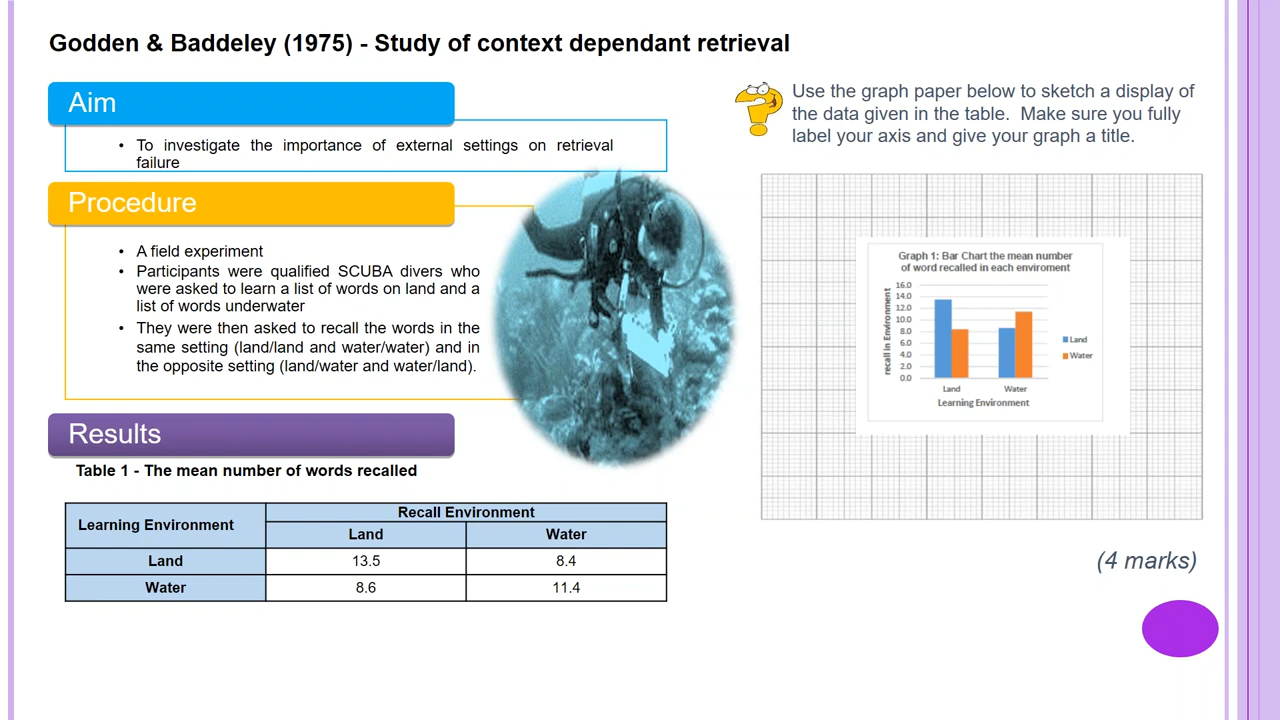 Godden & Baddeley (1975) - Study of context dependant retrieval
Aim
• To investigate the importance of external settings on retrieval
failure
Procedure
• A field experiment
• Participants were qualified SCUBA divers who
were asked to learn a list of words on land and a
list of words underwater
• They were then asked to recall the words in the
same setting (land/land and water/water) and in
the opposite setting (land/water and water/land).
Results
Table 1 - The mean number of words recalled
Learning Environment
Recall Environment
Land Water
Land 13.5 8.4
Water 8.6 11.4
Use the graph paper below to sketch a display of
the data given in the table. Make sure you fully
label your axis and give your graph a title.
Graph 1: Bar Chart the mean number
of word recalled in each enviroment
recall in Environment
16.0
14.0
12.0
10.0
8.0
6.0
4.0
2.0
0.0
Land Water
Learning Environment
Land
Water
(4 marks)